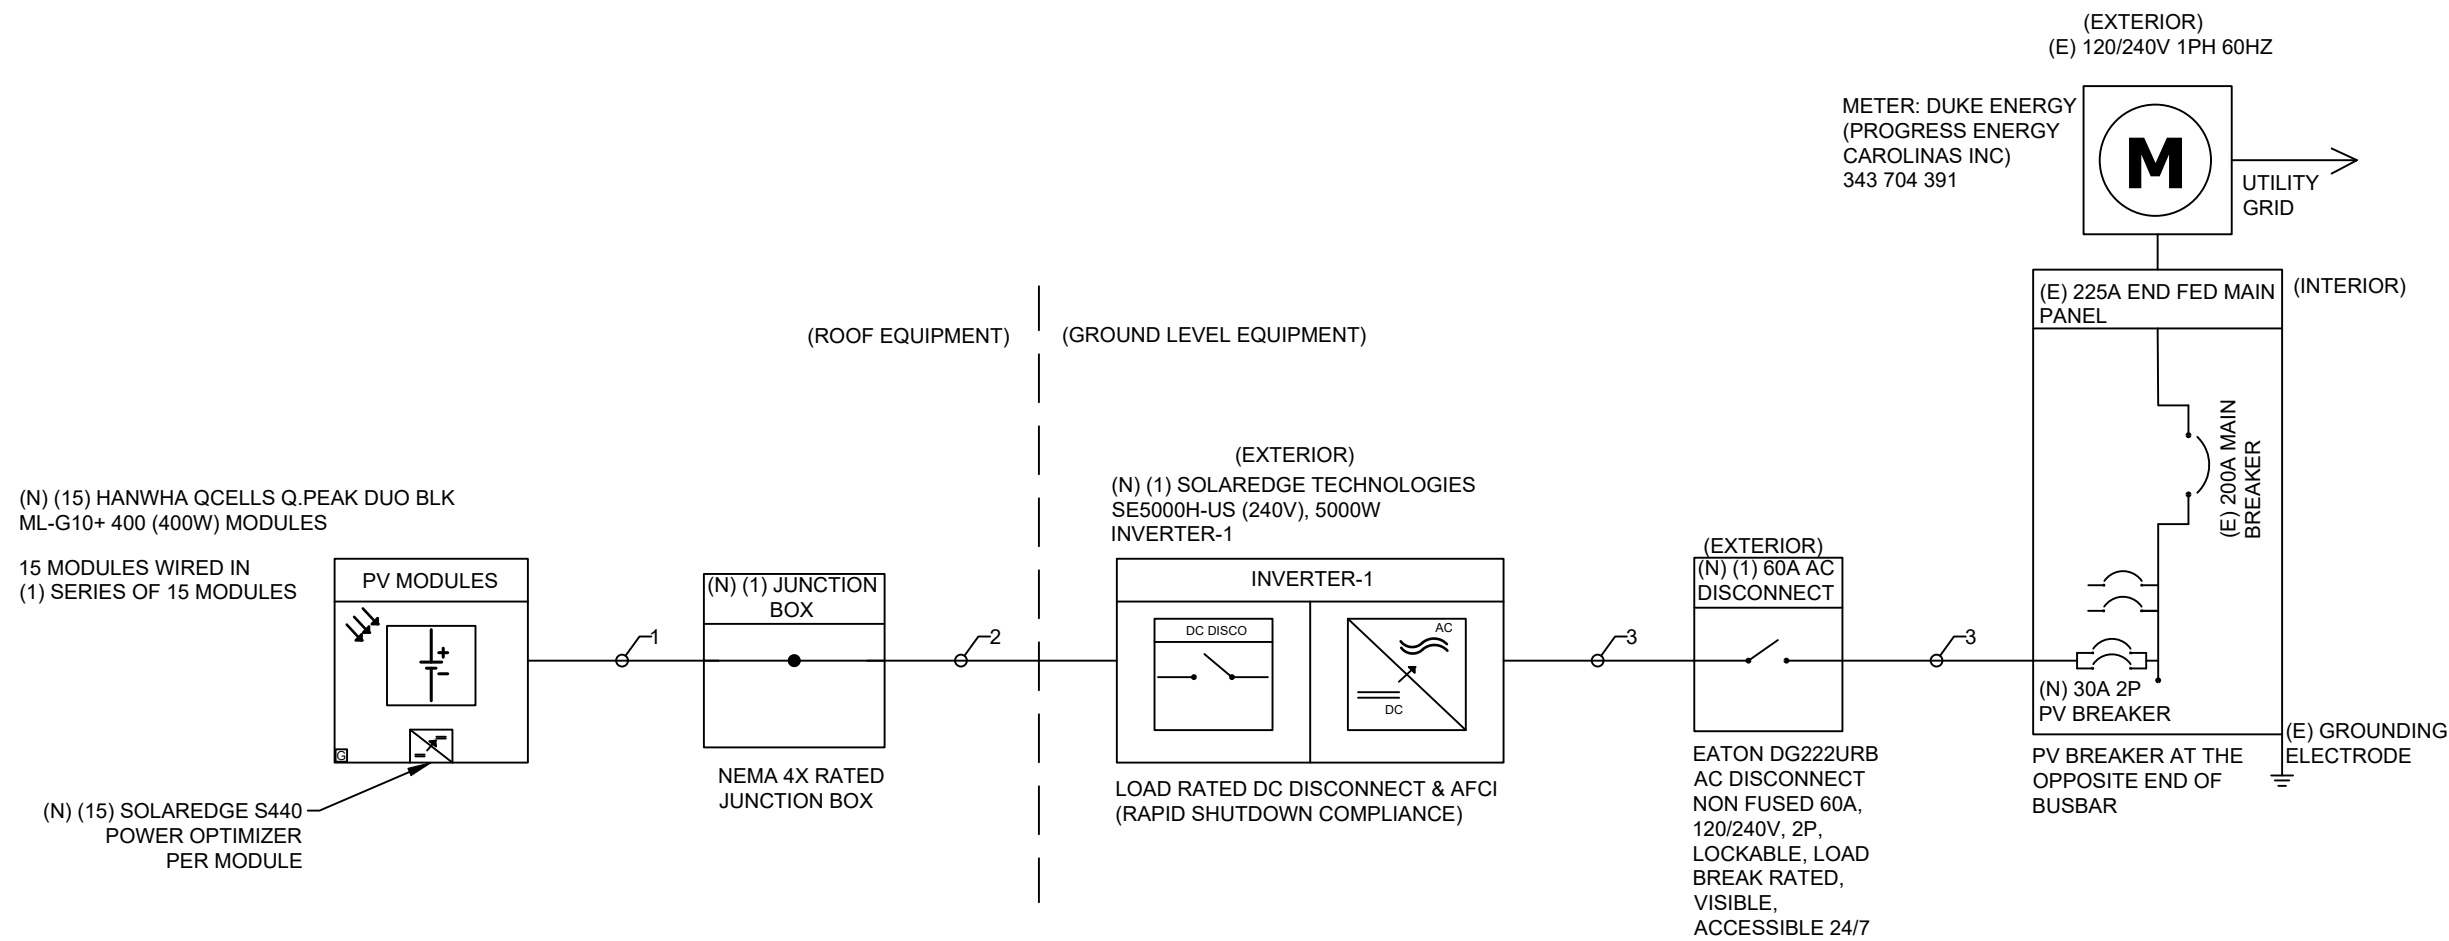 (EXTERIOR)
(E) 120/240V 1PH 60HZ
METER: DUKE ENERGY
(PROGRESS ENERGY
CAROLINAS INC)
343 704 391
M
UTILITY
GRID
(E) 225A END FED MAIN
PANEL
(INTERIOR)
(ROOF EQUIPMENT)
(GROUND LEVEL EQUIPMENT)
(E) 200A MAIN
BREAKER
(N) (15) HANWHA QCELLS Q.PEAK DUO BLK
ML-G10+ 400 (400W) MODULES
15 MODULES WIRED IN
(1) SERIES OF 15 MODULES
PV MODULES
+
-
G
(N) (15) SOLAREDGE S440
POWER OPTIMIZER
PER MODULE
1
(N) (1) JUNCTION
BOX
NEMA 4X RATED
JUNCTION BOX
2
(EXTERIOR)
(N) (1) SOLAREDGE TECHNOLOGIES
SE5000H-US (240V), 5000W
INVERTER-1
INVERTER-1
DC DISCO
AC
DC
LOAD RATED DC DISCONNECT & AFCI
(RAPID SHUTDOWN COMPLIANCE)
3
(EXTERIOR)
(N) (1) 60A AC
DISCONNECT
EATON DG222URB
AC DISCONNECT
NON FUSED 60A,
120/240V, 2P,
LOCKABLE, LOAD
BREAK RATED,
VISIBLE,
ACCESSIBLE 24/7
3
(N) 30A 2P
PV BREAKER
PV BREAKER AT THE
OPPOSITE END OF
BUSBAR
(E) GROUNDING
ELECTRODE